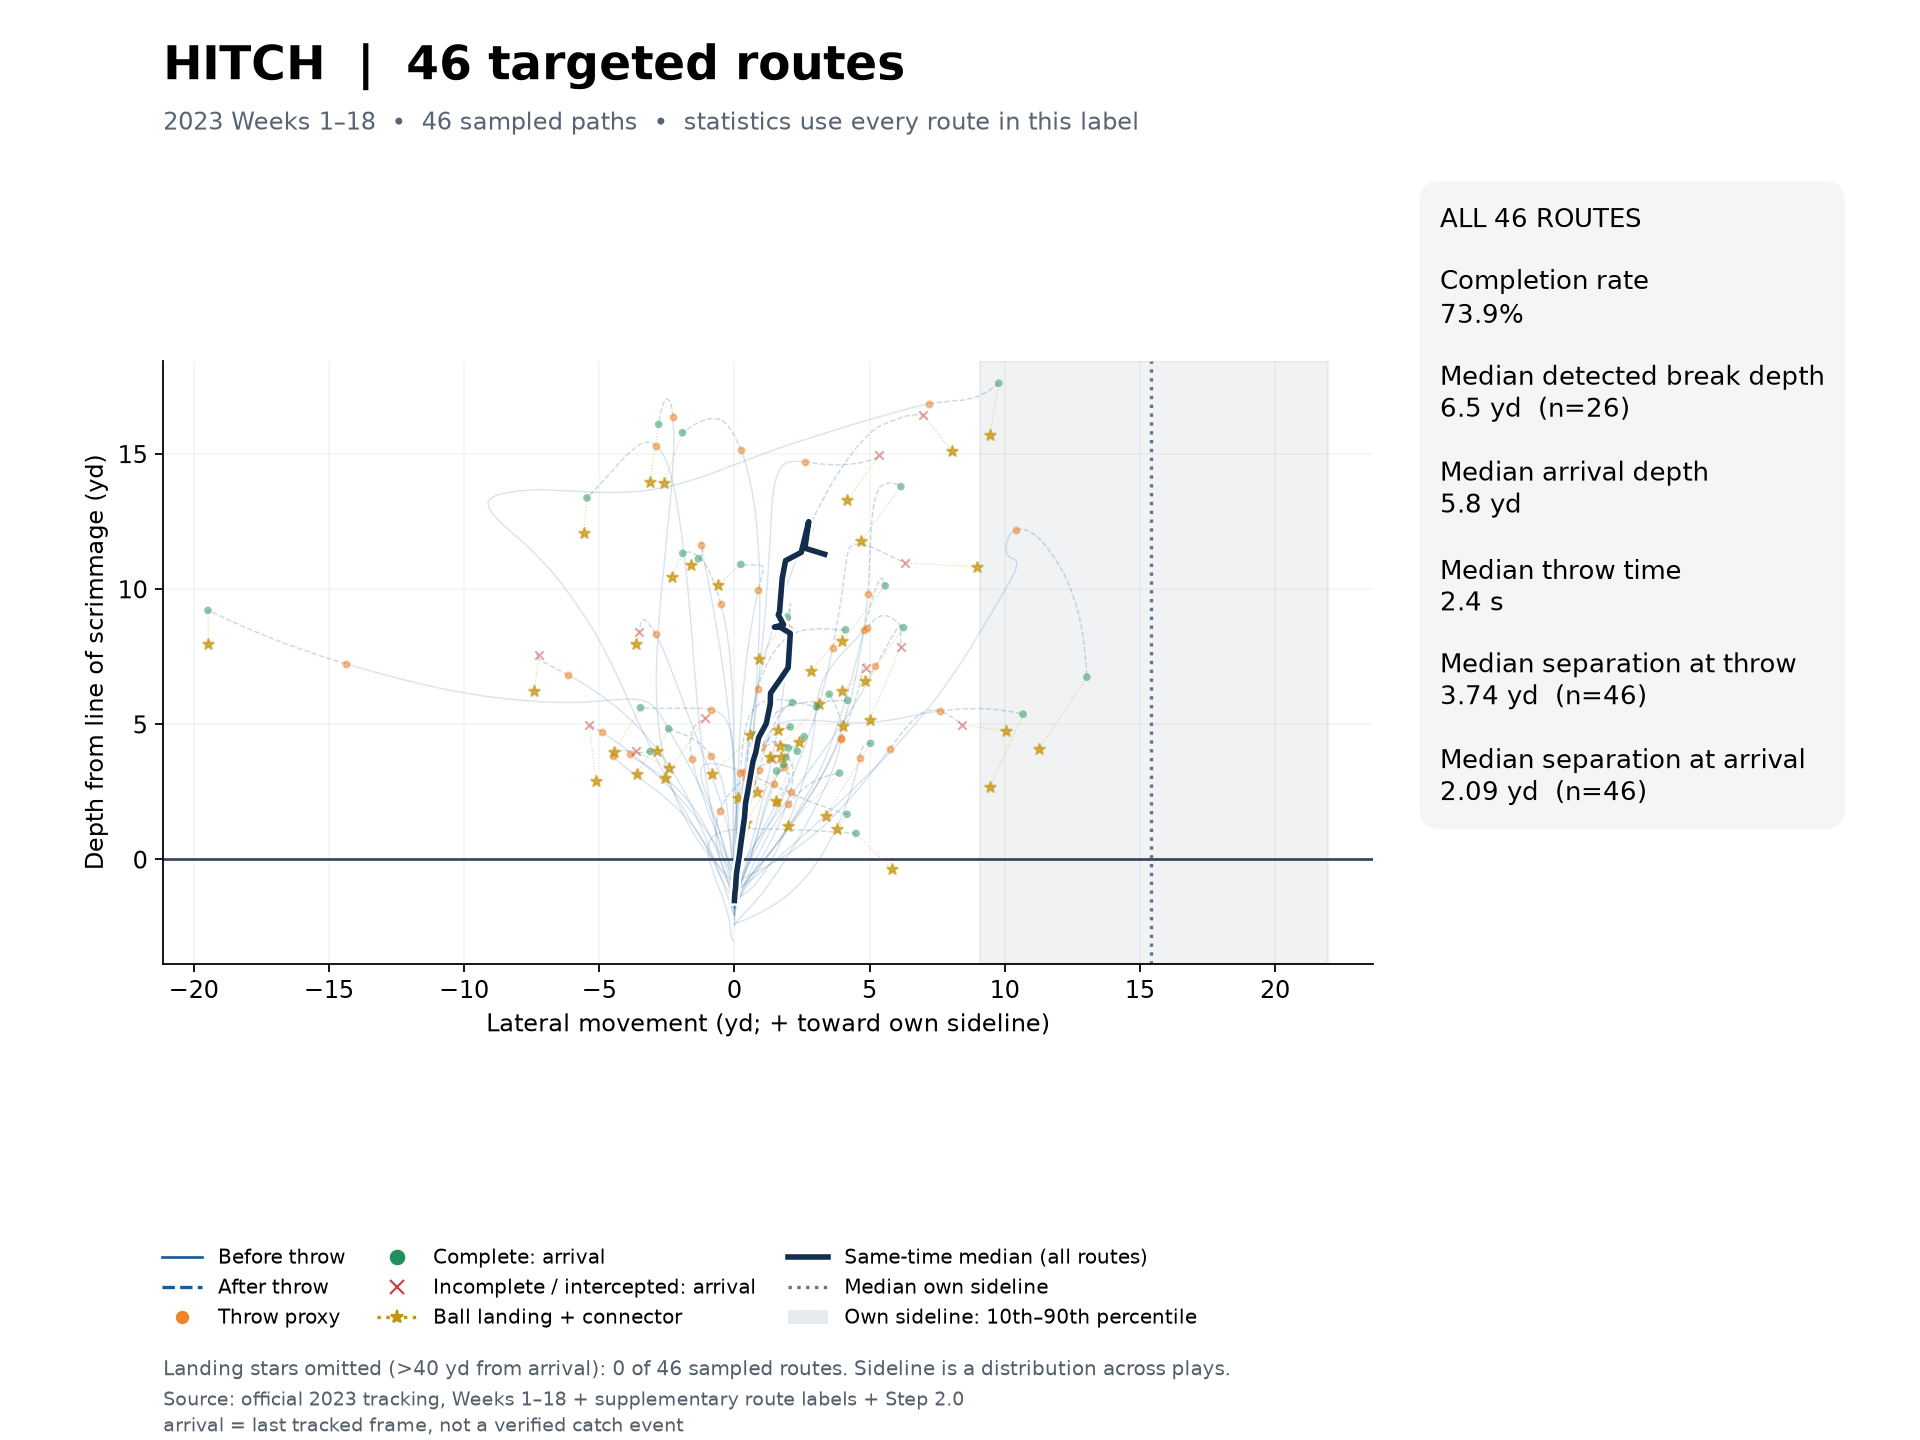 HITCH | 46 targeted routes
2023 Weeks 1–18 • 46 sampled paths • statistics use every route in this label
ALL 46 ROUTES
Completion rate
73.9%
Median detected break depth
6.5 yd (n=26)
Median arrival depth
5.8 yd
Median throw time
2.4 s
Median separation at throw
3.74 yd (n=46)
Median separation at arrival
2.09 yd (n=46)
Depth from line of scrimmage (yd)
15
10
5
0
−20 −15 −10 −5 0 5 10 15 20
Lateral movement (yd; + toward own sideline)
Before throw
After throw
Throw proxy
Complete: arrival
Incomplete / intercepted: arrival
Ball landing + connector
Same-time median (all routes)
Median own sideline
Own sideline: 10th–90th percentile
Landing stars omitted (>40 yd from arrival): 0 of 46 sampled routes. Sideline is a distribution across plays.
Source: official 2023 tracking, Weeks 1–18 + supplementary route labels + Step 2.0
arrival = last tracked frame, not a verified catch event